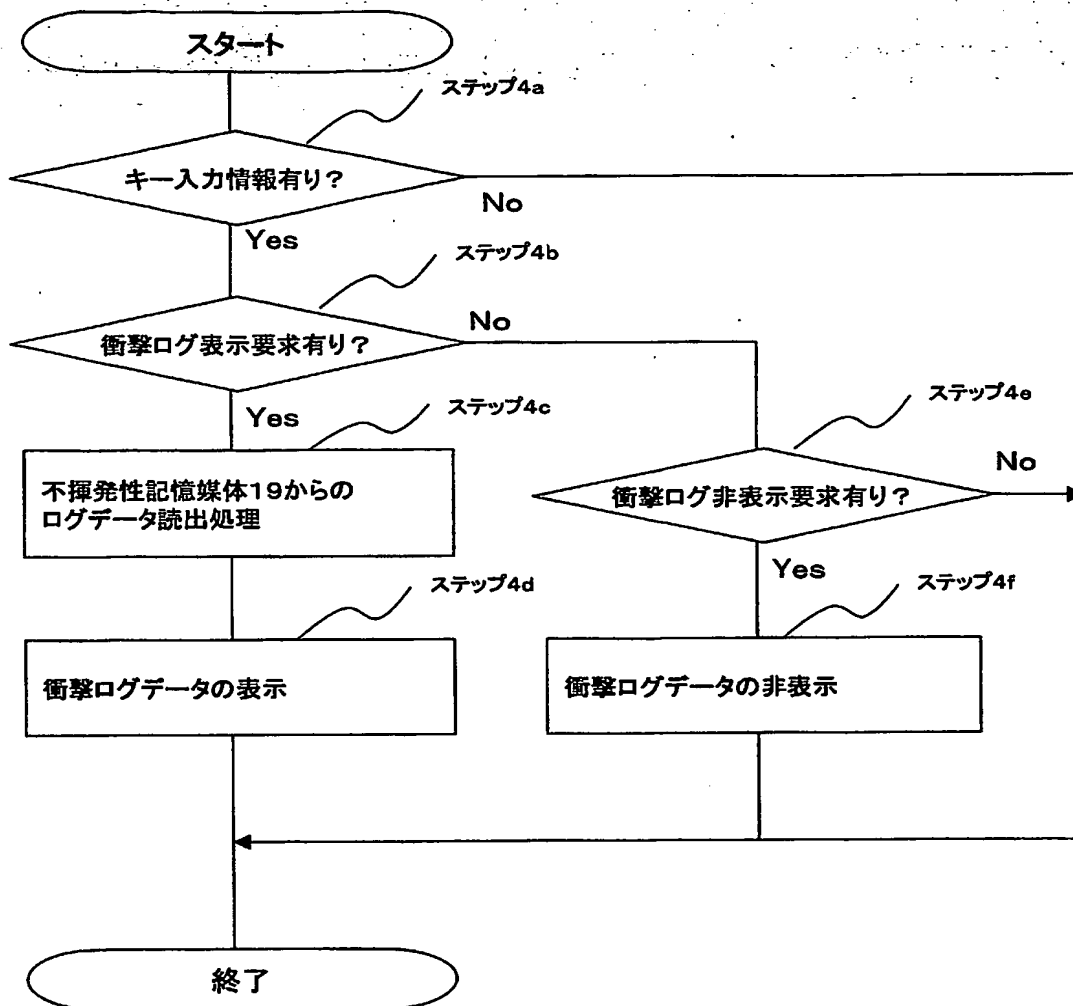 スタート
ステップ4a
キー入力情報有り?
No
Yes
ステップ4b
衝撃ログ表示要求有り?
No
Yes
ステップ4c
ステップ4e
不揮発性記憶媒体19からの
ログデータ読出処理
衝撃ログ非表示要求有り?
No
Yes
ステップ4d
ステップ4f
衝撃ログデータの表示
衝撃ログデータの非表示
終了